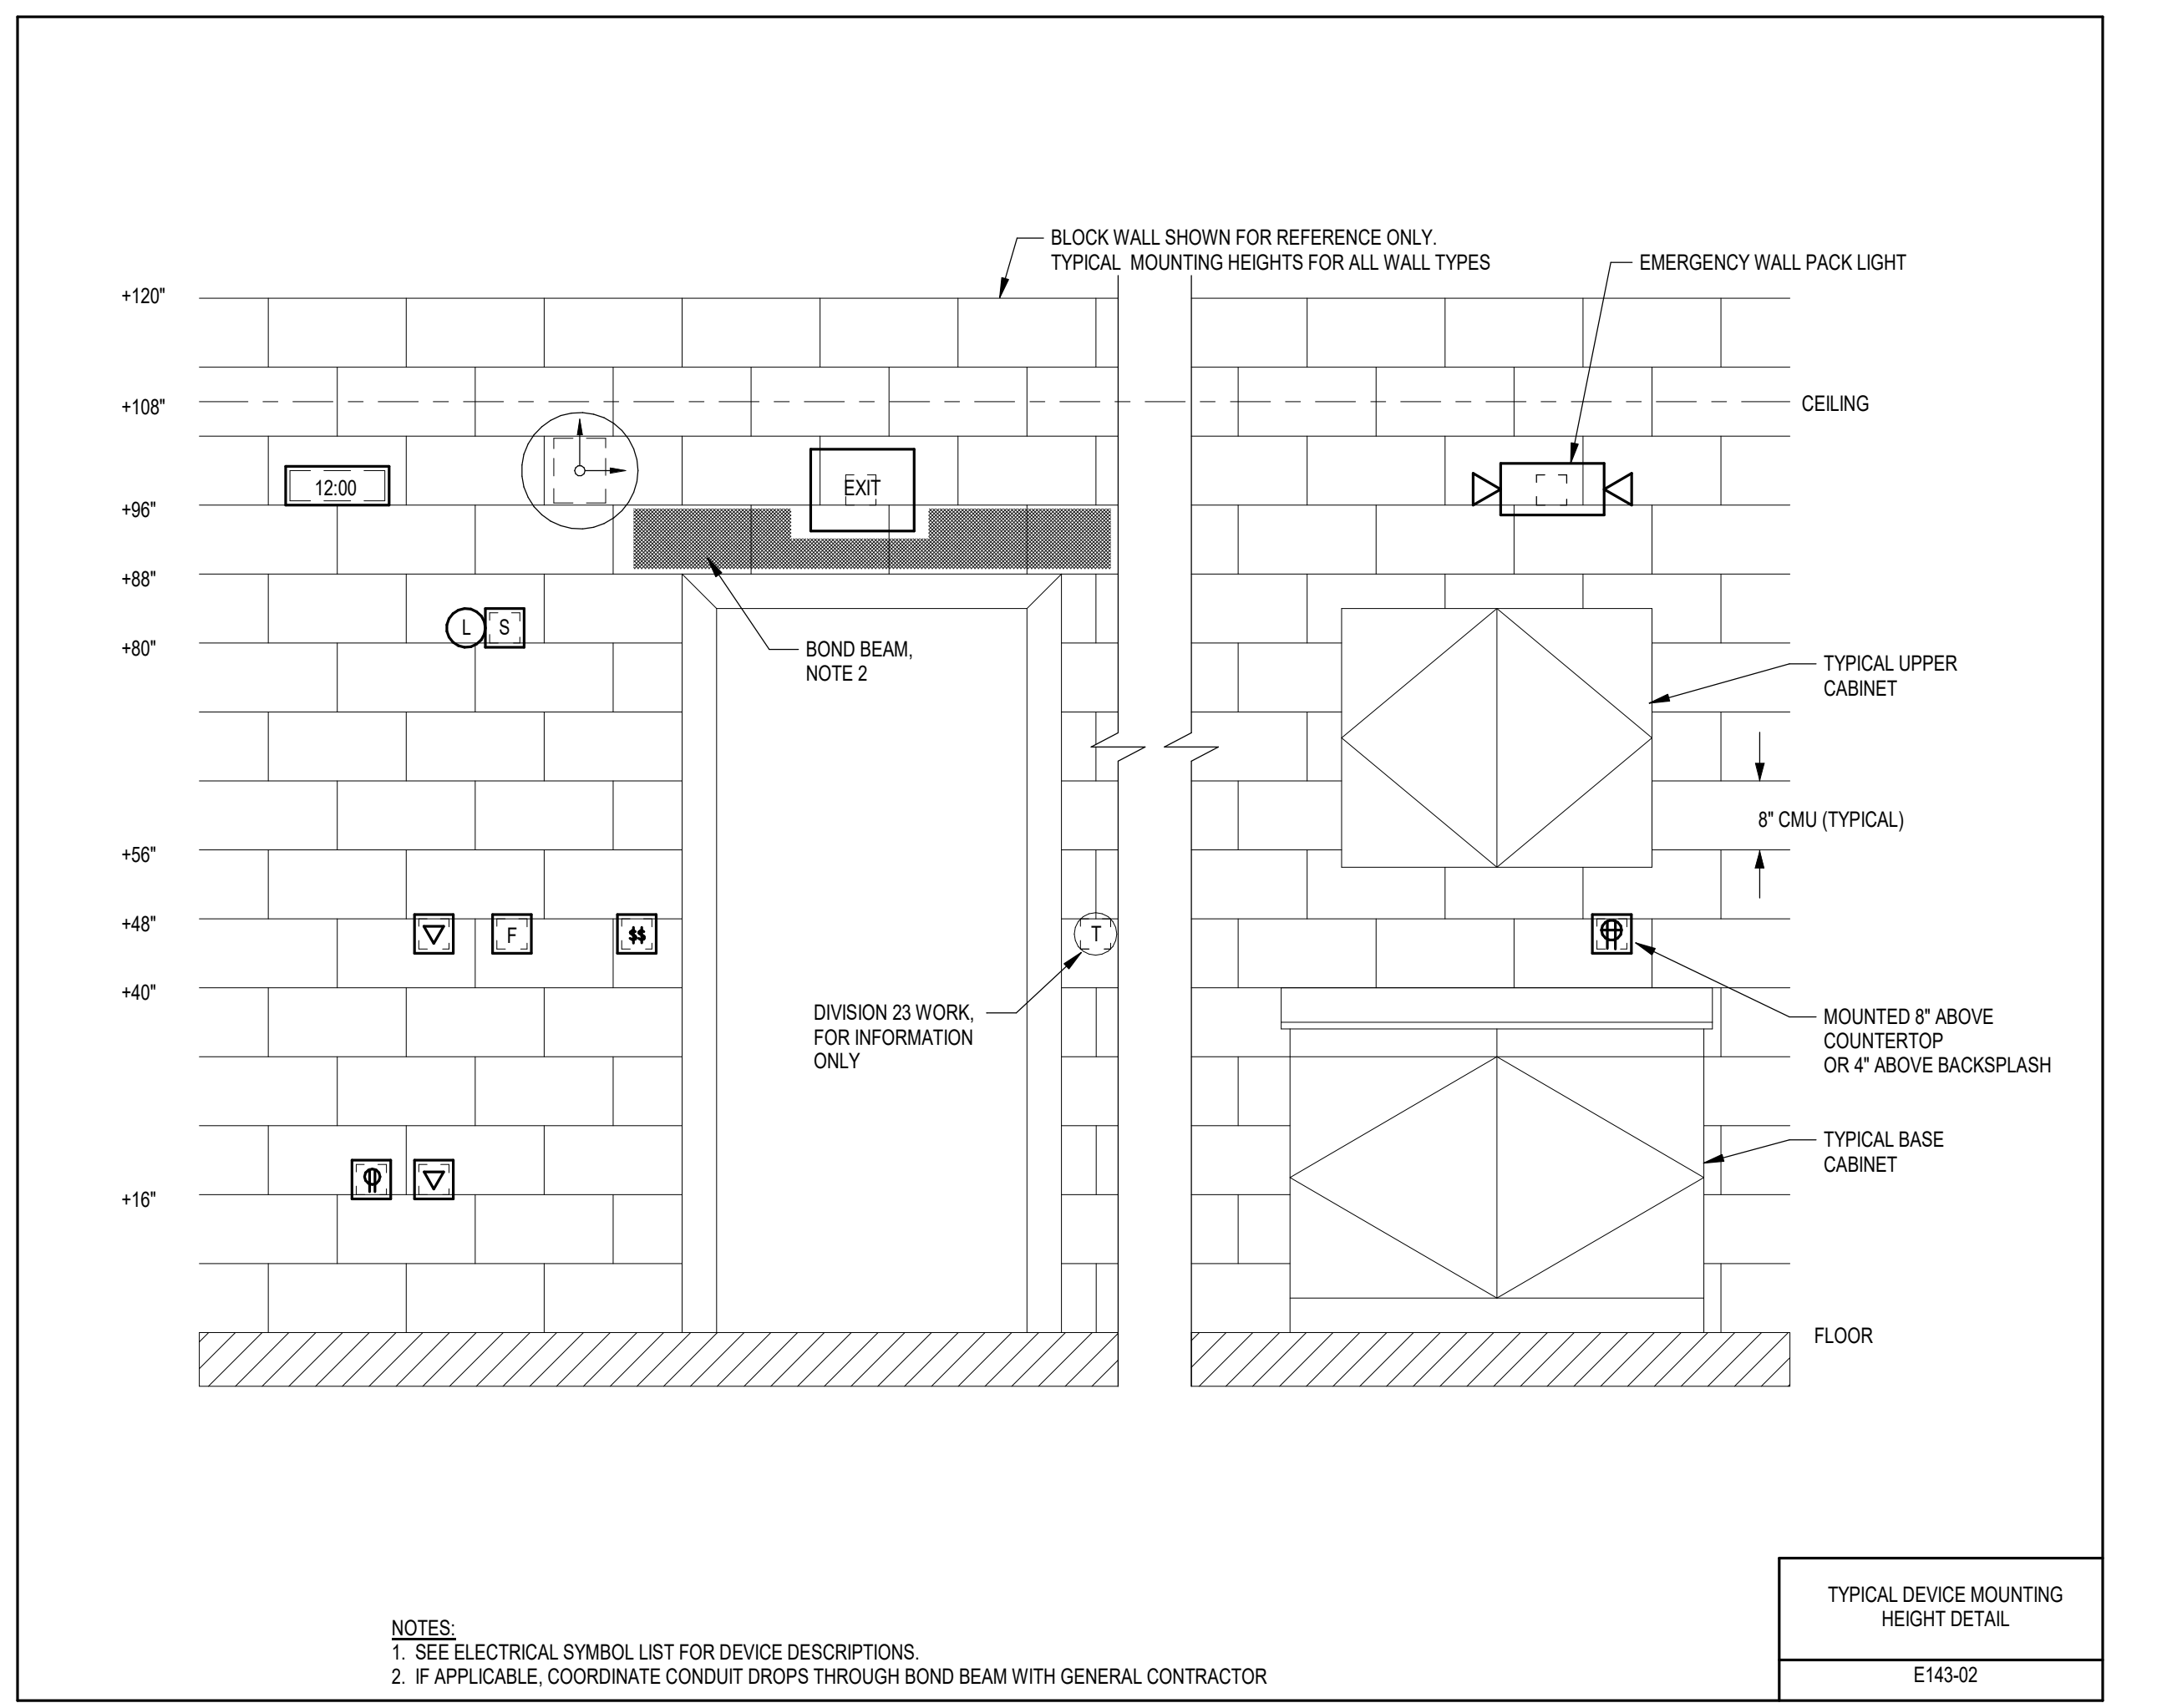 BLOCK WALL SHOWN FOR REFERENCE ONLY.
TYPICAL MOUNTING HEIGHTS FOR ALL WALL TYPES
EMERGENCY WALL PACK LIGHT
+120"
+108"
CEILING
12:00
EXIT
+96"
+88"
L
S
+80"
BOND BEAM,
NOTE 2
TYPICAL UPPER
CABINET
8" CMU (TYPICAL)
+56"
+48"
F
$$
T
+40"
DIVISION 23 WORK,
FOR INFORMATION
ONLY
MOUNTED 8" ABOVE
COUNTERTOP
OR 4" ABOVE BACKSPLASH
TYPICAL BASE
CABINET
+16"
FLOOR
NOTES:
1. SEE ELECTRICAL SYMBOL LIST FOR DEVICE DESCRIPTIONS.
2. IF APPLICABLE, COORDINATE CONDUIT DROPS THROUGH BOND BEAM WITH GENERAL CONTRACTOR
TYPICAL DEVICE MOUNTING
HEIGHT DETAIL
E143-02